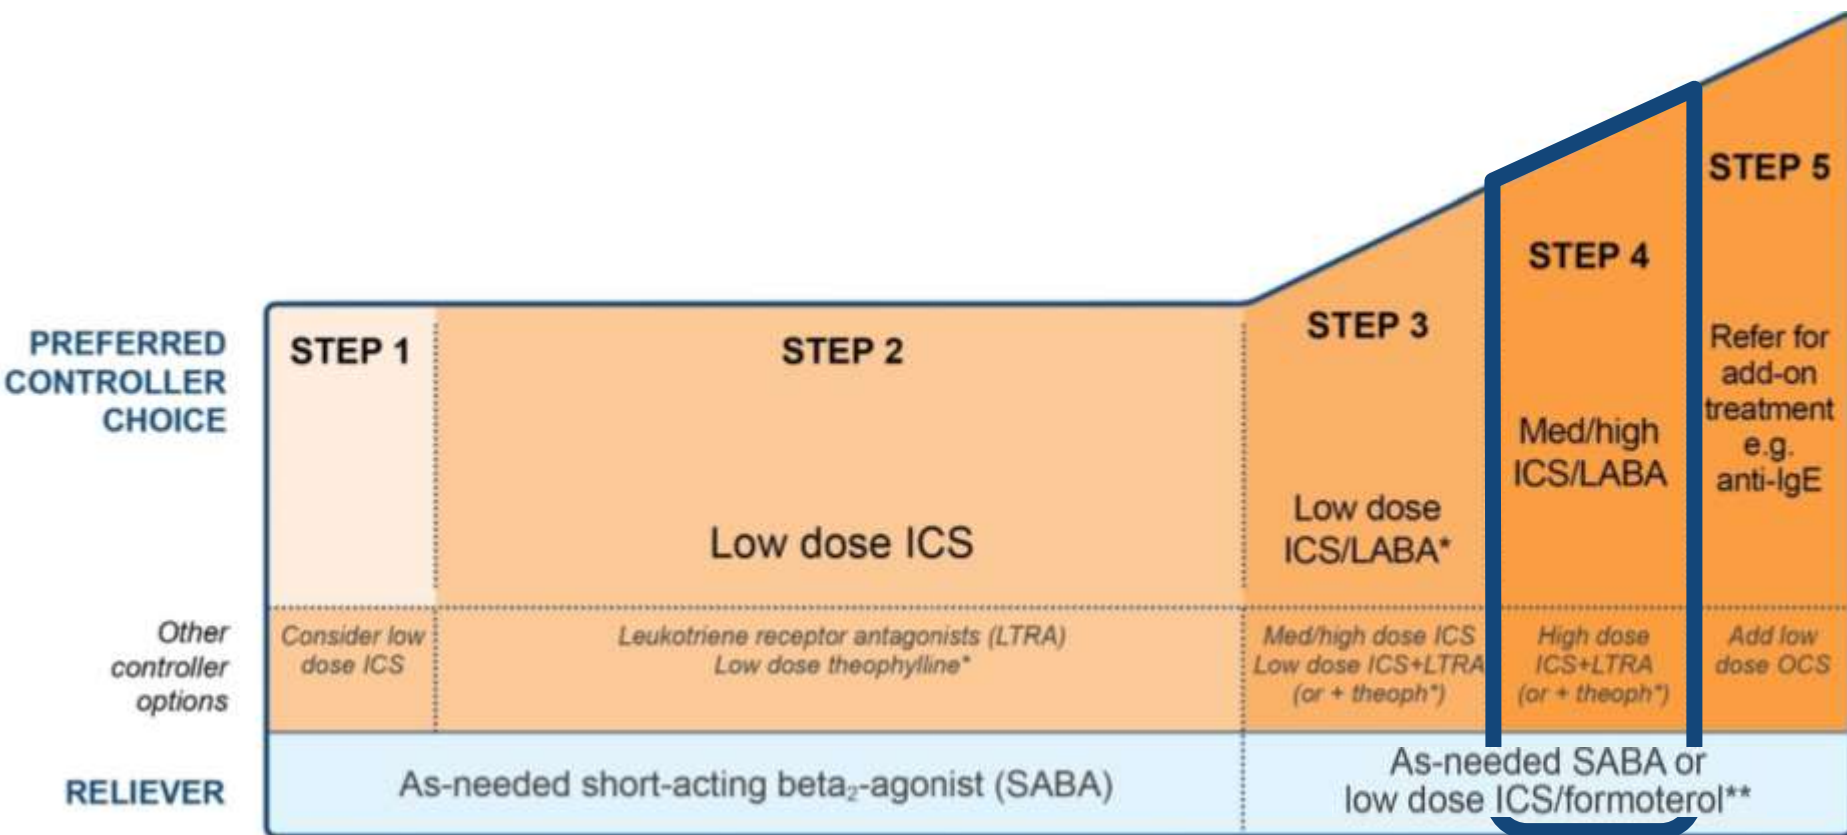 PREFERRED
CONTROLLER
CHOICE
STEP 1
STEP 2
Low dose ICS
STEP 3
Low dose
ICS/LABA*
STEP 4
Med/high
ICS/LABA
STEP 5
Refer for
add-on
treatment
e.g.
anti-IgE
Other
controller
options
Consider low
dose ICS
Leukotriene receptor antagonists (LTRA)
Low dose theophylline*
Med/high dose ICS
Low dose ICS+LTRA
(or + theoph*)
High dose
ICS+LTRA
(or + theoph*)
Add low
dose OCS
RELIEVER
As-needed short-acting beta₂-agonist (SABA)
As-needed SABA or
low dose ICS/formoterol**